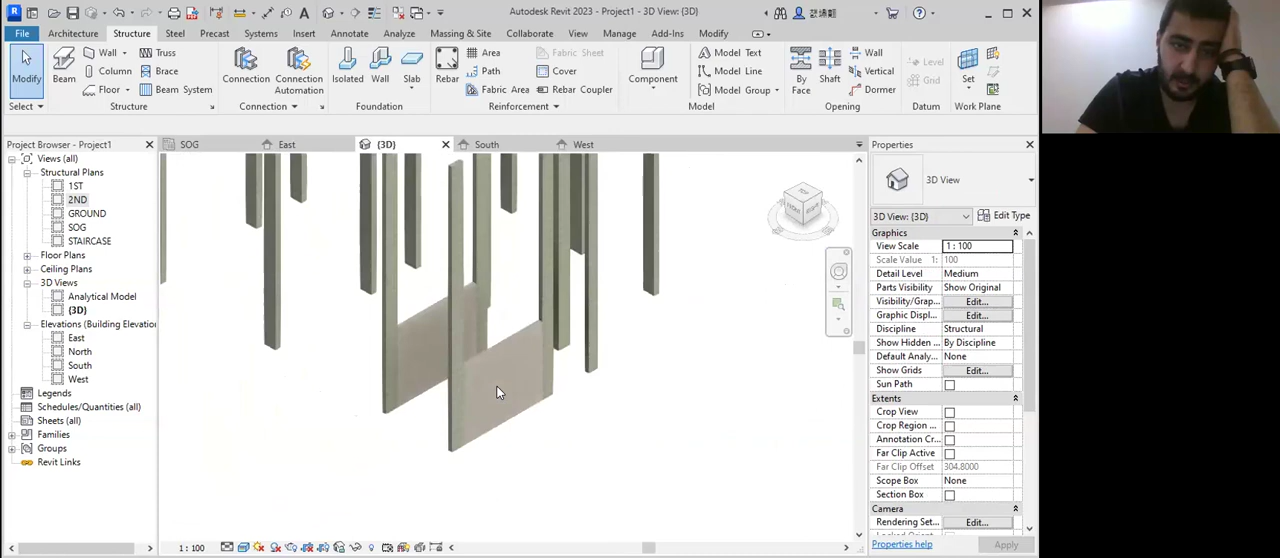 Autodesk Revit 2023 - Project1 - 3D View: {3D}
File Architecture Structure Steel Precast Systems Insert Annotate Analyze Massing & Site Collaborate View Manage Add-Ins Modify
Modify
Select
Beam
Wall
Column
Floor
Truss
Brace
Beam System
Structure
Connection
Connection Automation
Connection
Isolated
Wall
Slab
Foundation
Rebar
Area
Path
Fabric Area
Fabric Sheet
Cover
Rebar Coupler
Reinforcement
Component
Model Text
Model Line
Model Group
Model
By Face
Shaft
Wall
Vertical
Dormer
Opening
Level
Grid
Datum
Set
Work Plane
Project Browser - Project1
Views (all)
Structural Plans
1ST
2ND
GROUND
SOG
STAIRCASE
Floor Plans
Ceiling Plans
3D Views
Analytical Model
{3D}
Elevations (Building Elevation
East
North
South
West
Legends
Schedules/Quantities (all)
Sheets (all)
Families
Groups
Revit Links
SOG
East
{3D}
South
West
TOP
FRONT
RIGHT
1 : 100
Properties
3D View
3D View: {3D} Edit Type
Graphics
View Scale 1 : 100
Scale Value 1: 100
Detail Level Medium
Parts Visibility Show Original
Visibility/Grap... Edit...
Graphic Displ... Edit...
Discipline Structural
Show Hidden ... By Discipline
Default Analy... None
Show Grids Edit...
Sun Path
Extents
Crop View
Crop Region ...
Annotation Cr...
Far Clip Active
Far Clip Offset 304.8000
Scope Box None
Section Box
Camera
Rendering Set... Edit...
Properties help Apply